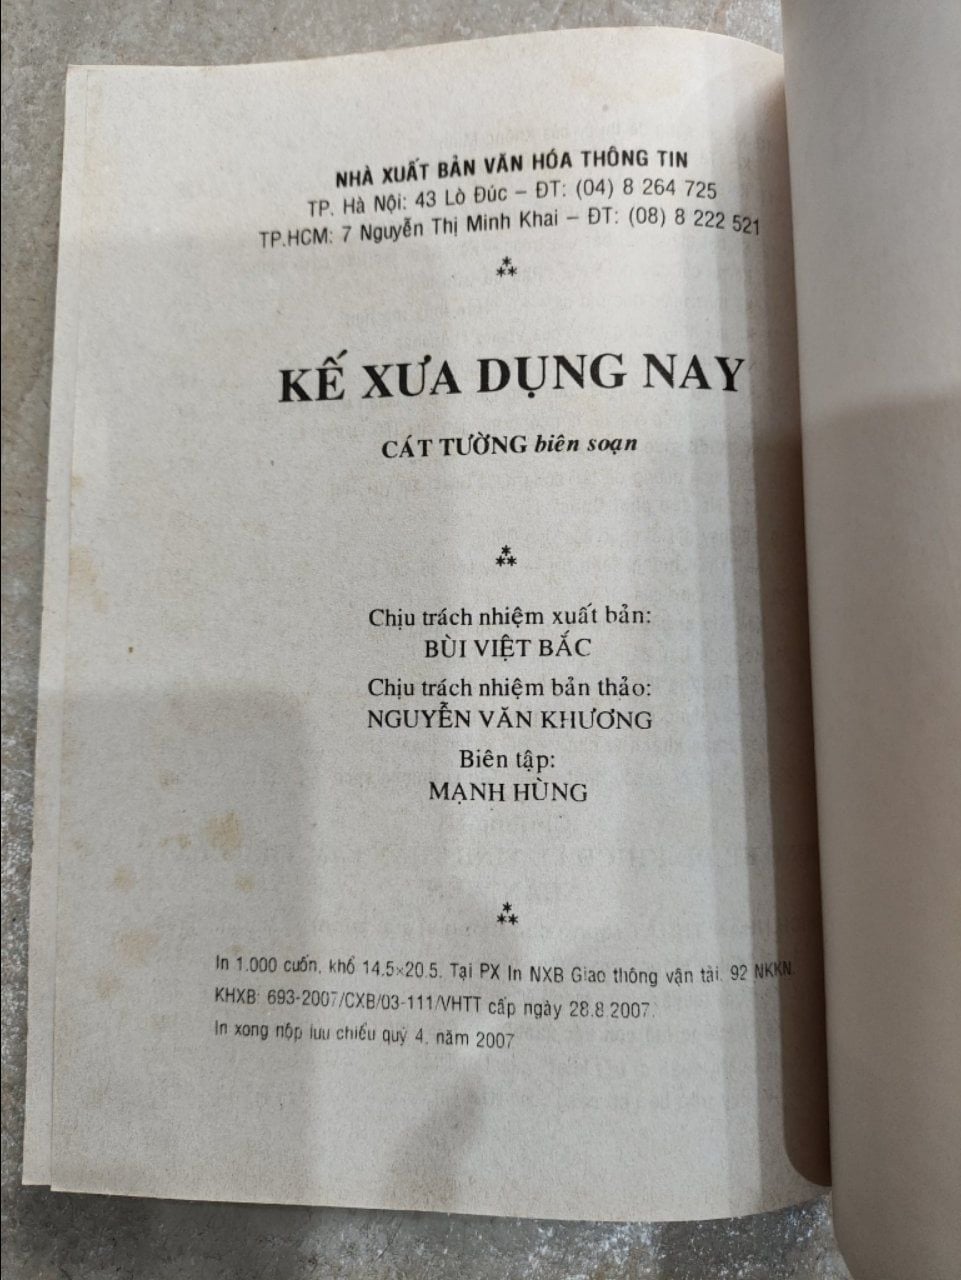 NHÀ XUẤT BẢN VĂN HÓA THÔNG TIN
TP. Hà Nội: 43 Lò Đúc – ĐT: (04) 8 264 725
TP.HCM: 7 Nguyễn Thị Minh Khai – ĐT: (08) 8 222 521
KẾ XƯA DỤNG NAY
CÁT TƯỜNG biên soạn
Chịu trách nhiệm xuất bản:
BÙI VIỆT BẮC
Chịu trách nhiệm bản thảo:
NGUYỄN VĂN KHƯƠNG
Biên tập:
MẠNH HÙNG
In 1.000 cuốn, khổ 14.5×20.5. Tại PX In NXB Giao thông vận tải. 92 NKKN.
KHXB: 693-2007/CXB/03-111/VHTT cấp ngày 28.8.2007.
In xong nộp lưu chiểu quý 4, năm 2007